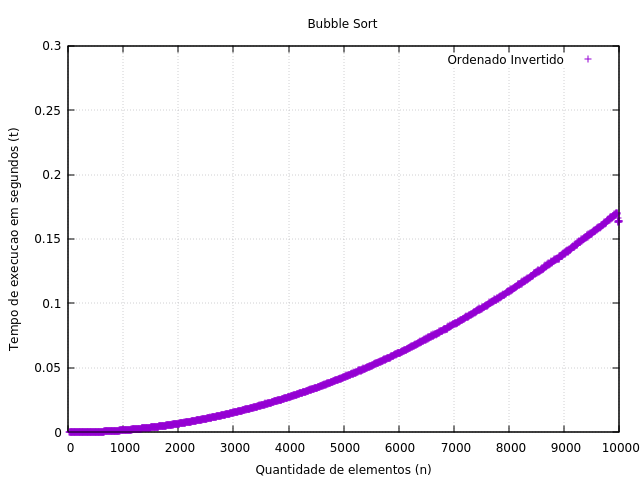 Bubble Sort
Ordenado Invertido
Tempo de execucao em segundos (t)
0.3
0.25
0.2
0.15
0.1
0.05
0
0 1000 2000 3000 4000 5000 6000 7000 8000 9000 10000
Quantidade de elementos (n)